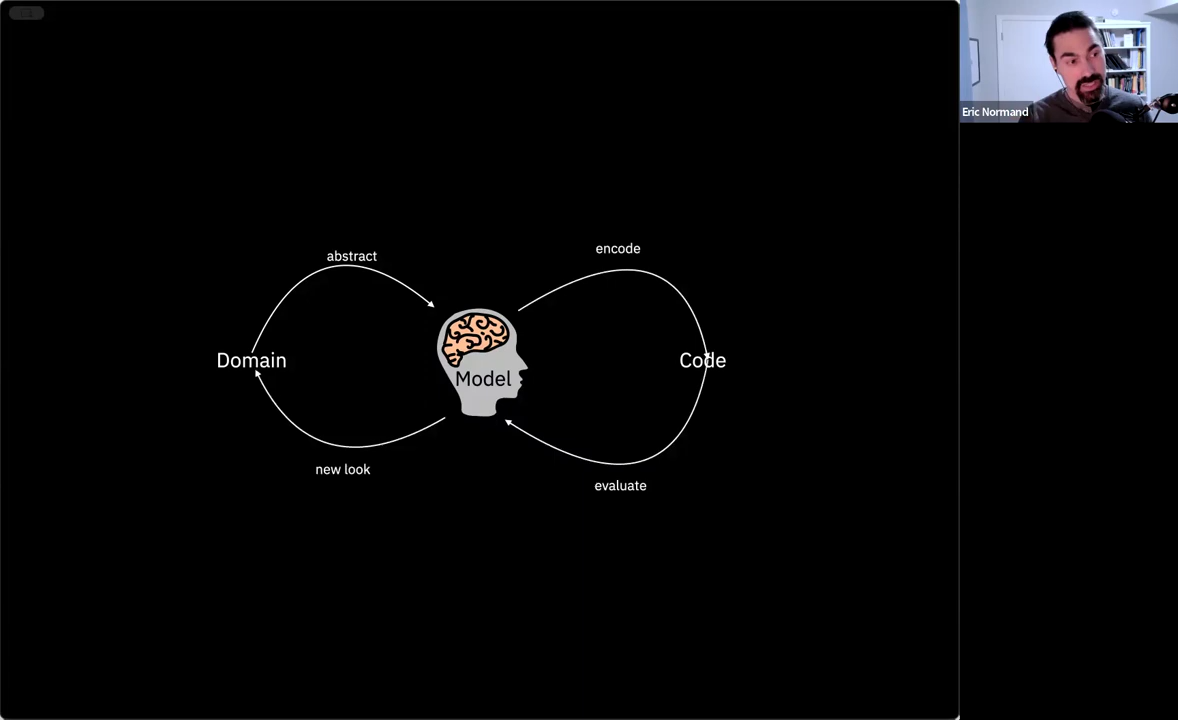 abstract
encode
Domain
Model
Code
new look
evaluate
Eric Normand